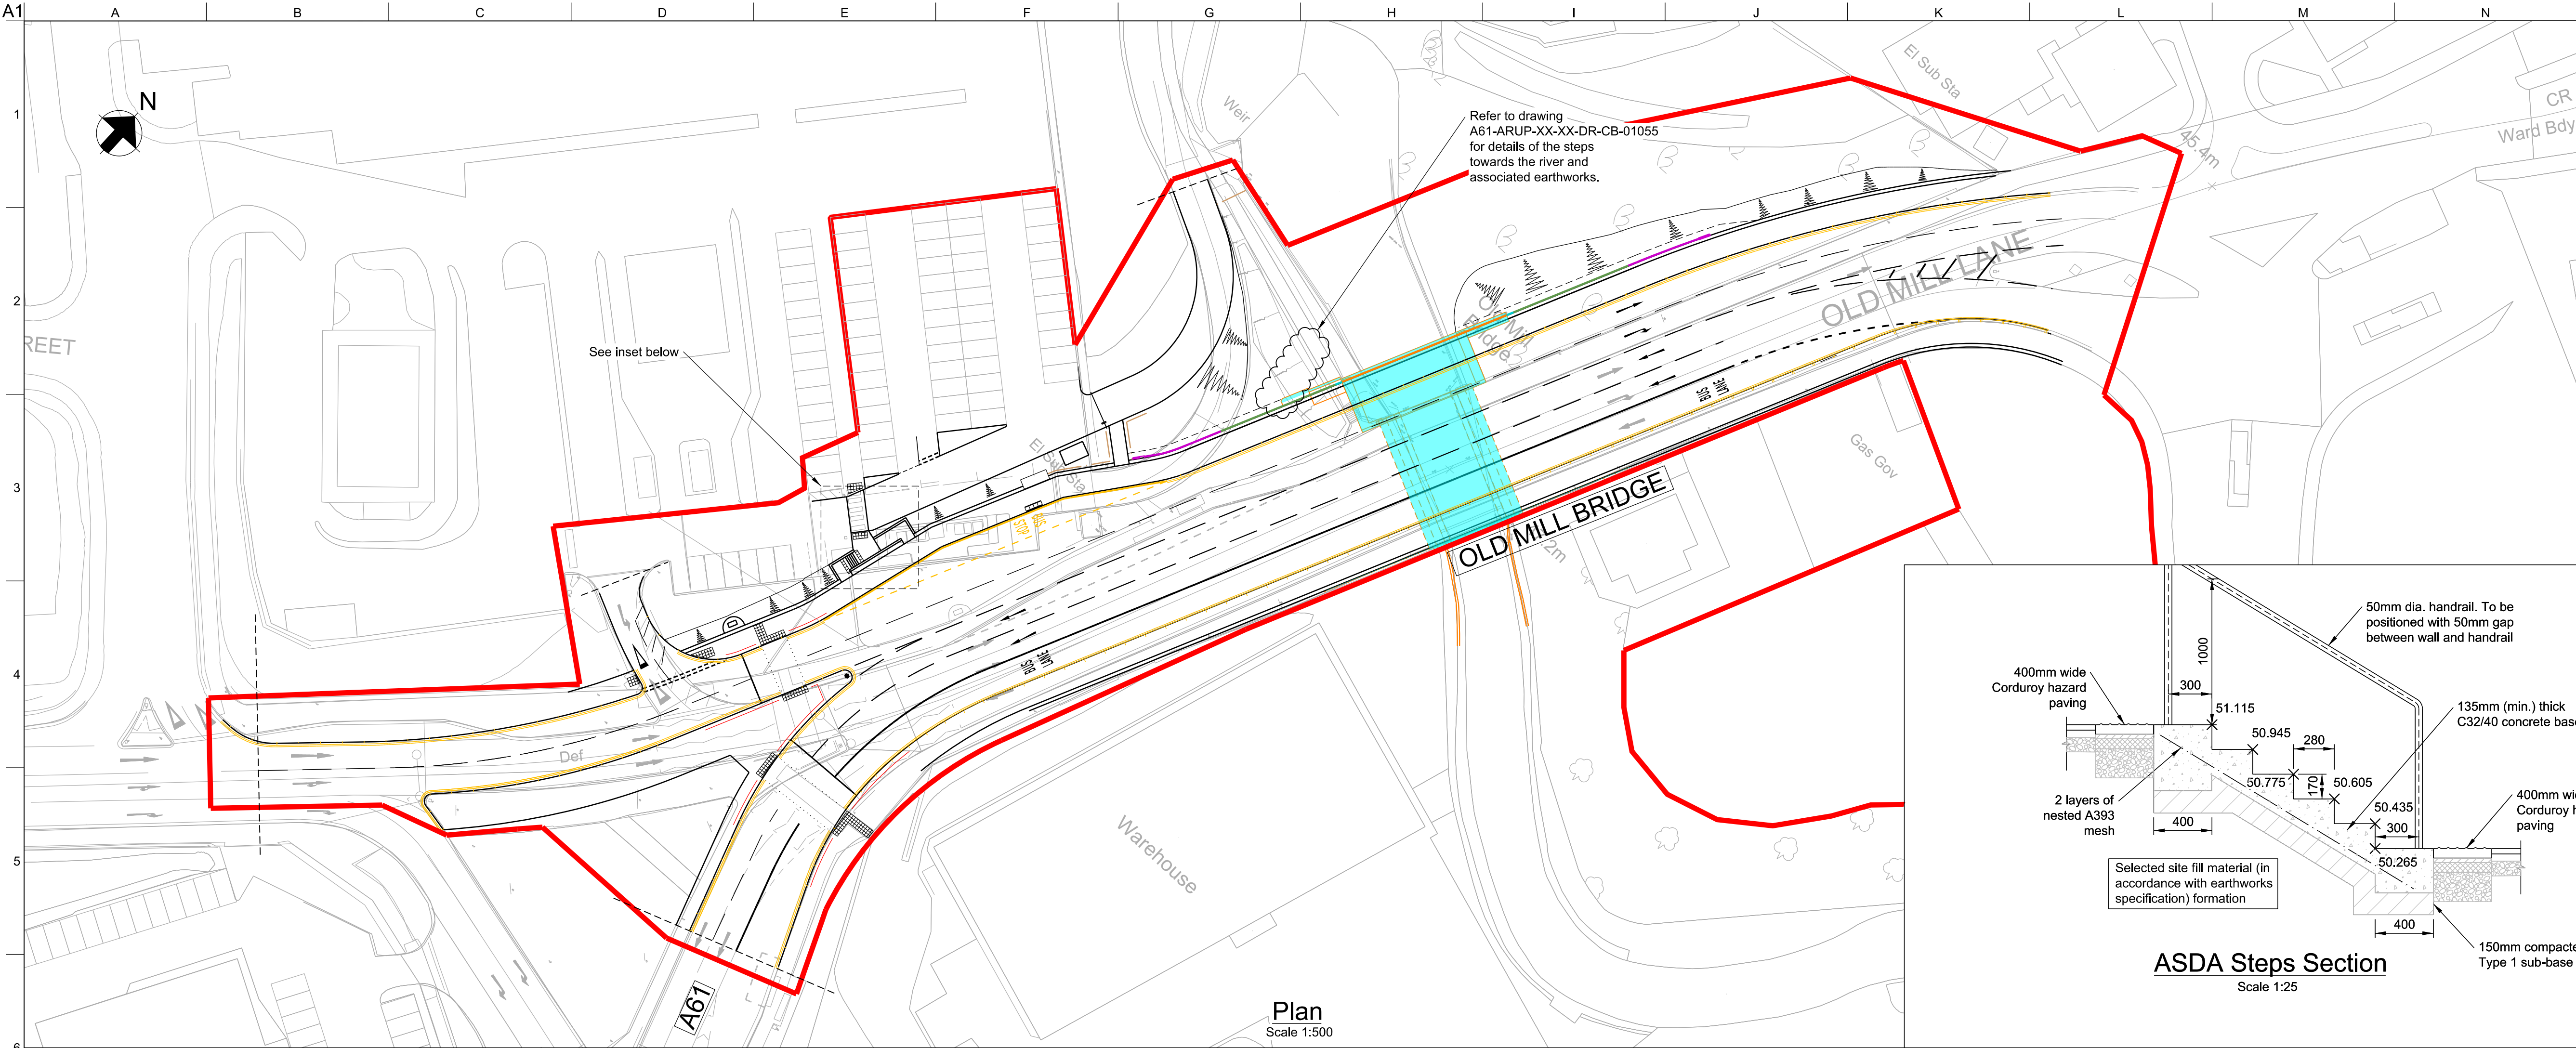 A1
A
B
C
D
E
F
G
H
I
J
K
L
M
N
1
2
3
4
5
6
N
REET
See inset below
Weir
Refer to drawing
A61-ARUP-XX-XX-DR-CB-01055
for details of the steps
towards the river and
associated earthworks.
El Sub Sta
CR
Ward Bdy
45.4m
OLD MILL LANE
Old Mill
Bridge
BUS
LANE
El Sub Sta
BUS
STOP
Gas Gov
OLD MILL BRIDGE
2m
BUS
LANE
Def
Warehouse
A61
Plan
Scale 1:500
50mm dia. handrail. To be
positioned with 50mm gap
between wall and handrail
1000
400mm wide
Corduroy hazard
paving
300
51.115
135mm (min.) thick
C32/40 concrete base
50.945
280
50.775
170
50.605
50.435
300
50.265
2 layers of
nested A393
mesh
400
400mm wi
Corduroy h
paving
Selected site fill material (in
accordance with earthworks
specification) formation
400
150mm compacte
Type 1 sub-base
ASDA Steps Section
Scale 1:25